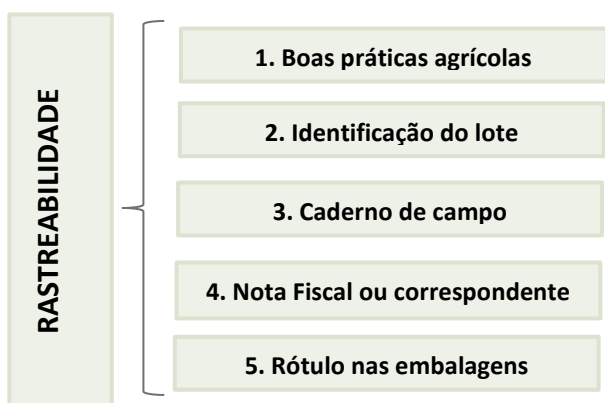 RASTREABILIDADE
1. Boas práticas agrícolas
2. Identificação do lote
3. Caderno de campo
4. Nota Fiscal ou correspondente
5. Rótulo nas embalagens